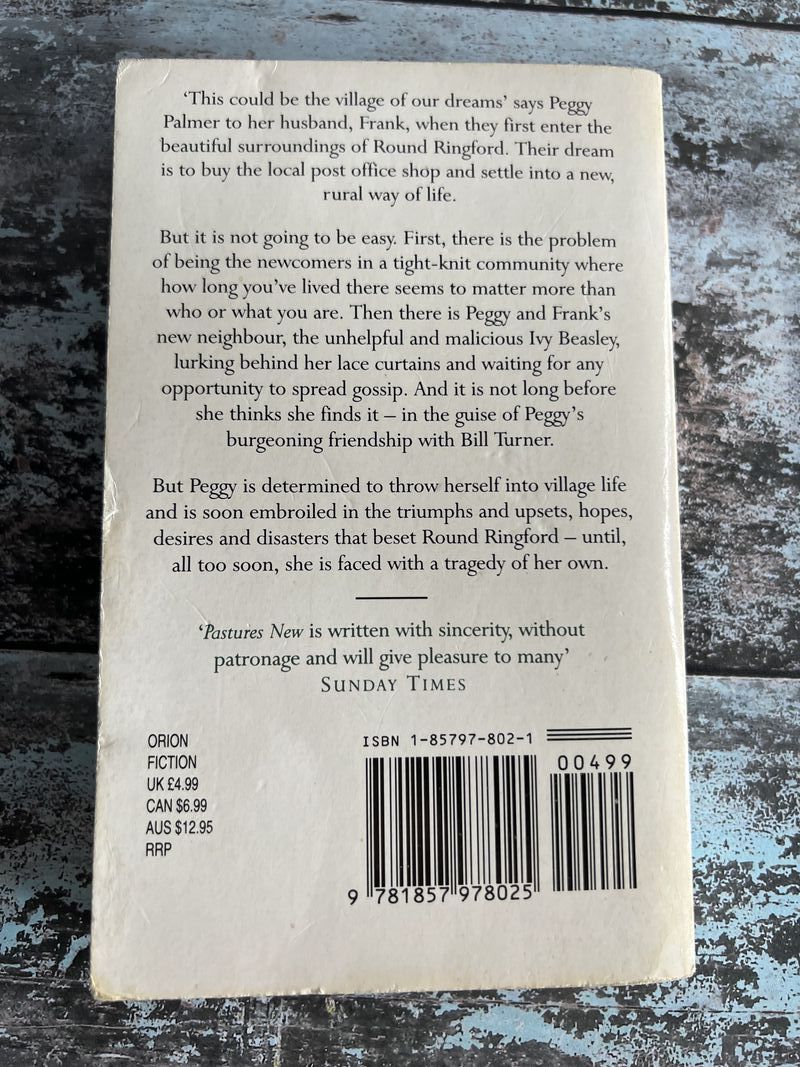 ‘This could be the village of our dreams’ says Peggy
Palmer to her husband, Frank, when they first enter the
beautiful surroundings of Round Ringford. Their dream
is to buy the local post office shop and settle into a new,
rural way of life.
But it is not going to be easy. First, there is the problem
of being the newcomers in a tight-knit community where
how long you’ve lived there seems to matter more than
who or what you are. Then there is Peggy and Frank’s
new neighbour, the unhelpful and malicious Ivy Beasley,
lurking behind her lace curtains and waiting for any
opportunity to spread gossip. And it is not long before
she thinks she finds it – in the guise of Peggy’s
burgeoning friendship with Bill Turner.
But Peggy is determined to throw herself into village life
and is soon embroiled in the triumphs and upsets, hopes,
desires and disasters that beset Round Ringford – until,
all too soon, she is faced with a tragedy of her own.
‘Pastures New is written with sincerity, without
patronage and will give pleasure to many’
SUNDAY TIMES
ORION
FICTION
UK £4.99
CAN $6.99
AUS $12.95
RRP
ISBN 1-85797-802-1
00499
9 781857 978025